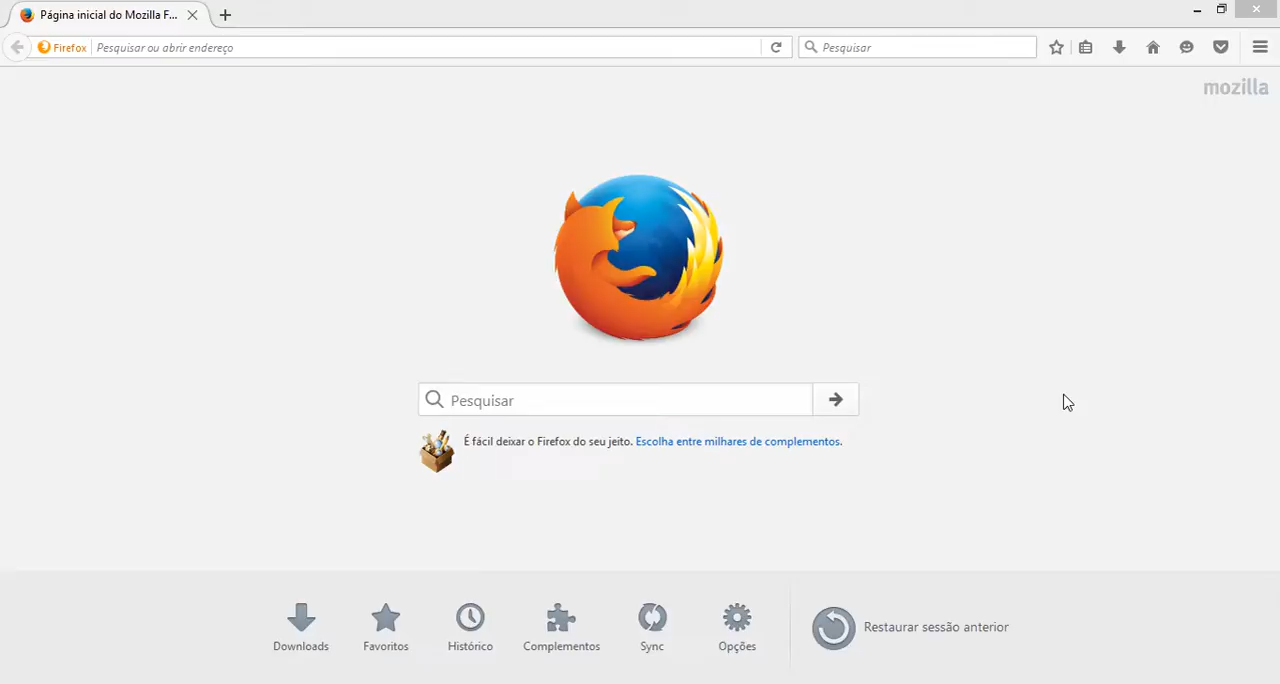 Página inicial do Mozilla F...
Firefox Pesquisar ou abrir endereço
Pesquisar
mozilla
Pesquisar
É fácil deixar o Firefox do seu jeito. Escolha entre milhares de complementos.
Downloads
Favoritos
Histórico
Complementos
Sync
Opções
Restaurar sessão anterior